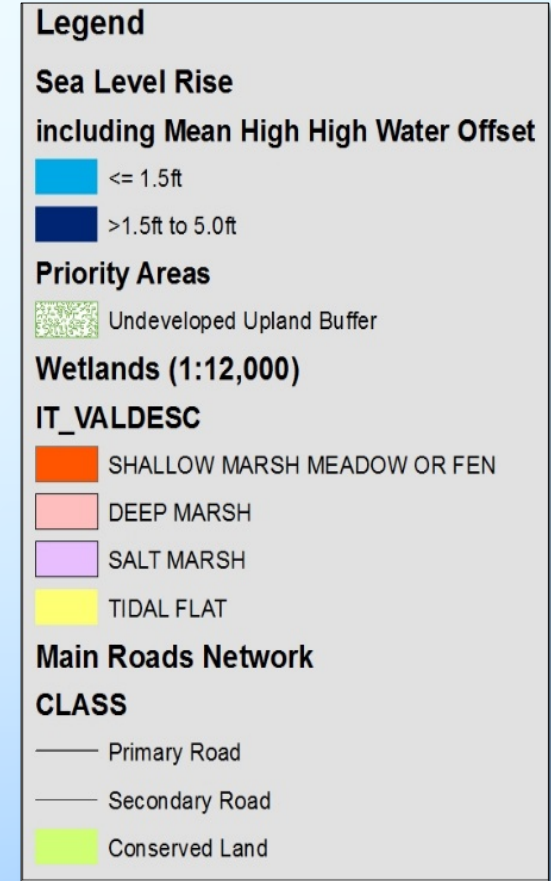 Legend
Sea Level Rise
including Mean High High Water Offset
<= 1.5ft
>1.5ft to 5.0ft
Priority Areas
Undeveloped Upland Buffer
Wetlands (1:12,000)
IT_VALDESC
SHALLOW MARSH MEADOW OR FEN
DEEP MARSH
SALT MARSH
TIDAL FLAT
Main Roads Network
CLASS
Primary Road
Secondary Road
Conserved Land